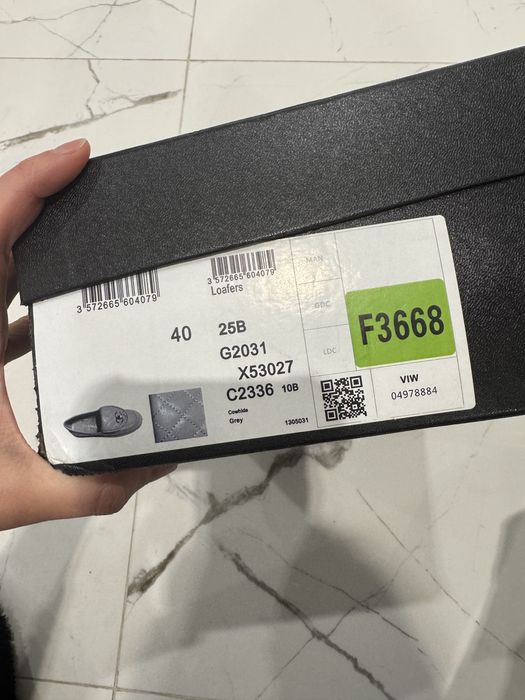 3 572665 604079
3 572665 604079
Loafers
MAN
40
25B
GDC
G2031
X53027
LDC
F3668
C2336 10B
Cowhide
Grey
1305031
VIW
04978884